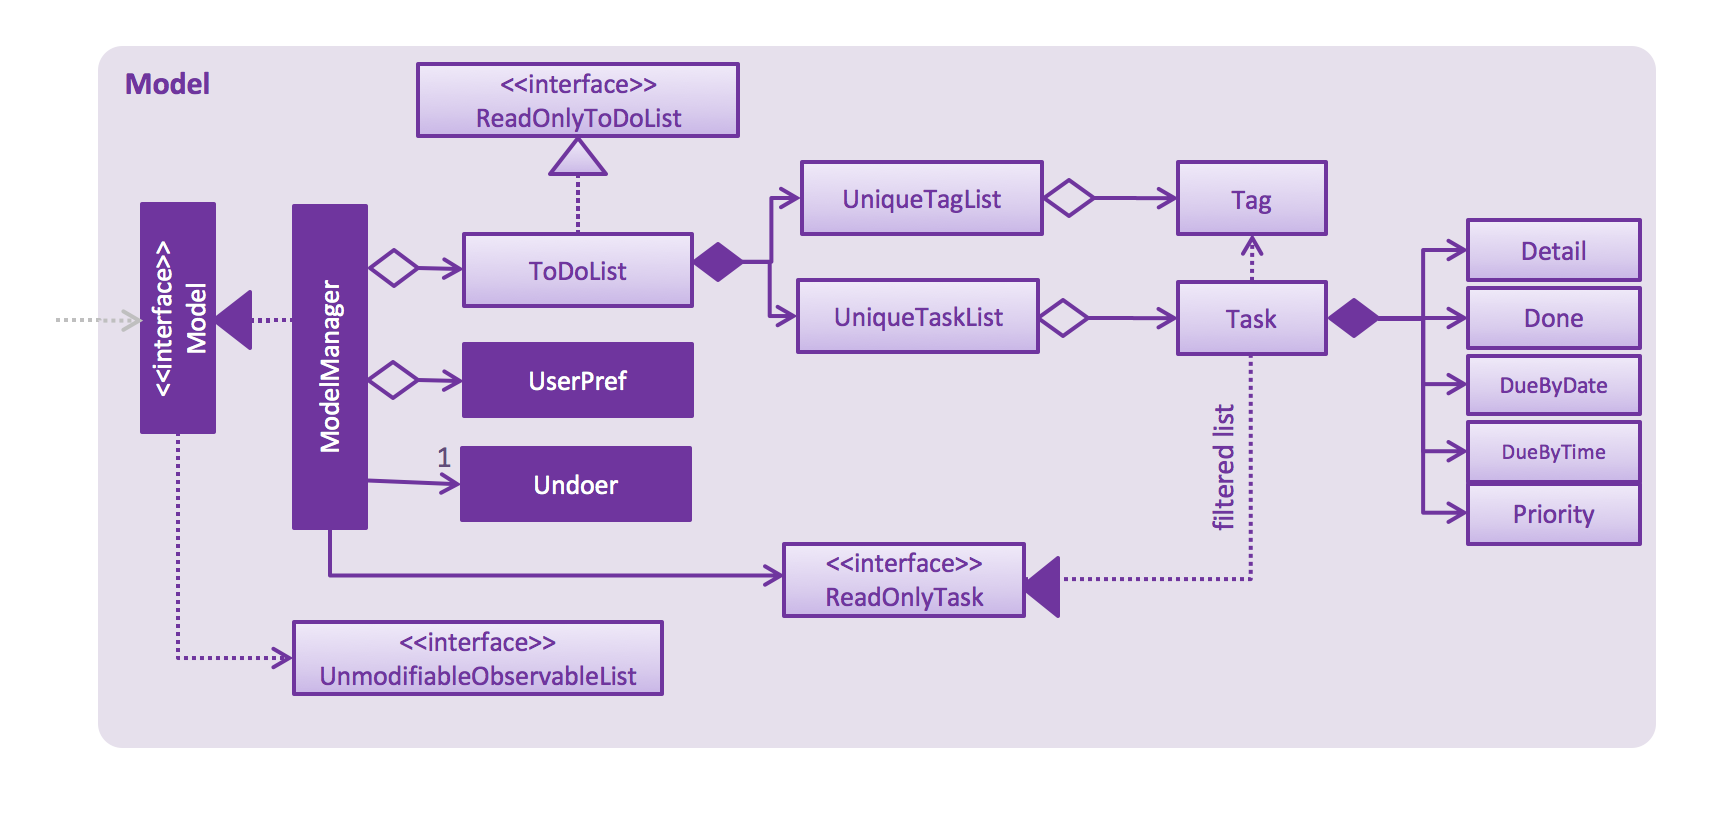 Model
<<interface>>
ReadOnlyToDoList
<<interface>>
Model
ModelManager
ToDoList
UserPref
1
Undoer
UniqueTagList
UniqueTaskList
Tag
Task
Detail
Done
DueByDate
DueByTime
Priority
filtered list
<<interface>>
ReadOnlyTask
<<interface>>
UnmodifiableObservableList